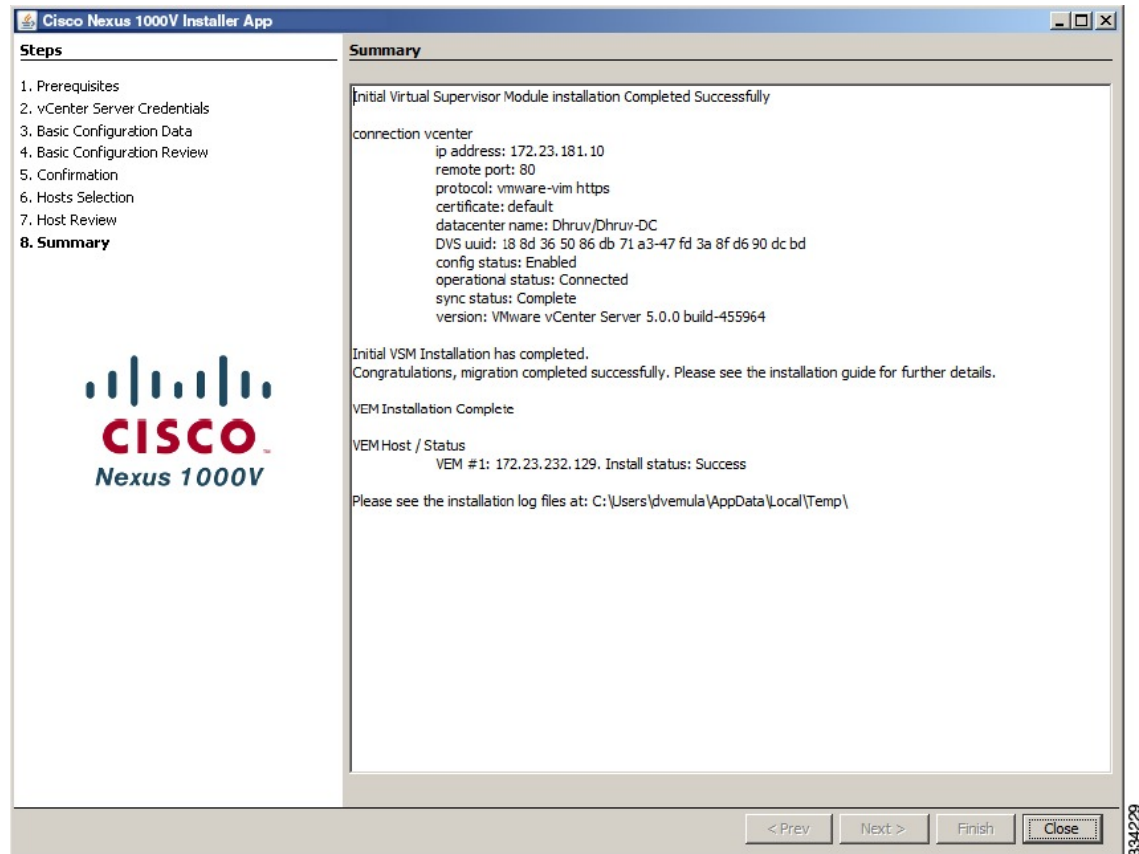 Cisco Nexus 1000V Installer App
Steps
1. Prerequisites
2. vCenter Server Credentials
3. Basic Configuration Data
4. Basic Configuration Review
5. Confirmation
6. Hosts Selection
7. Host Review
8. Summary
CISCO
Nexus 1000V
Summary
Initial Virtual Supervisor Module installation Completed Successfully
connection vcenter
ip address: 172.23.181.10
remote port: 80
protocol: vmware-vim https
certificate: default
datacenter name: Dhruv/Dhruv-DC
DVS uuid: 18 8d 36 50 86 db 71 a3-47 fd 3a 8f d6 90 dc bd
config status: Enabled
operational status: Connected
sync status: Complete
version: VMware vCenter Server 5.0.0 build-455964
Initial VSM Installation has completed.
Congratulations, migration completed successfully. Please see the installation guide for further details.
VEM Installation Complete
VEM Host / Status
VEM #1: 172.23.232.129. Install status: Success
Please see the installation log files at: C:\Users\dvemula\AppData\Local\Temp\
< Prev
Next >
Finish
Close
334229